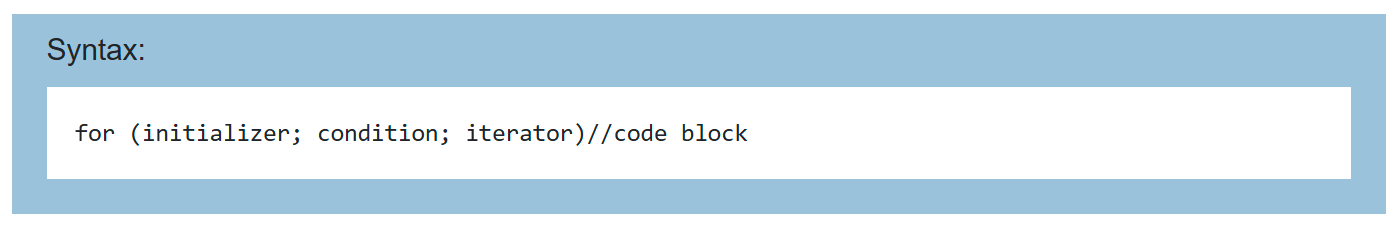 Syntax:
for (initializer; condition; iterator)//code block